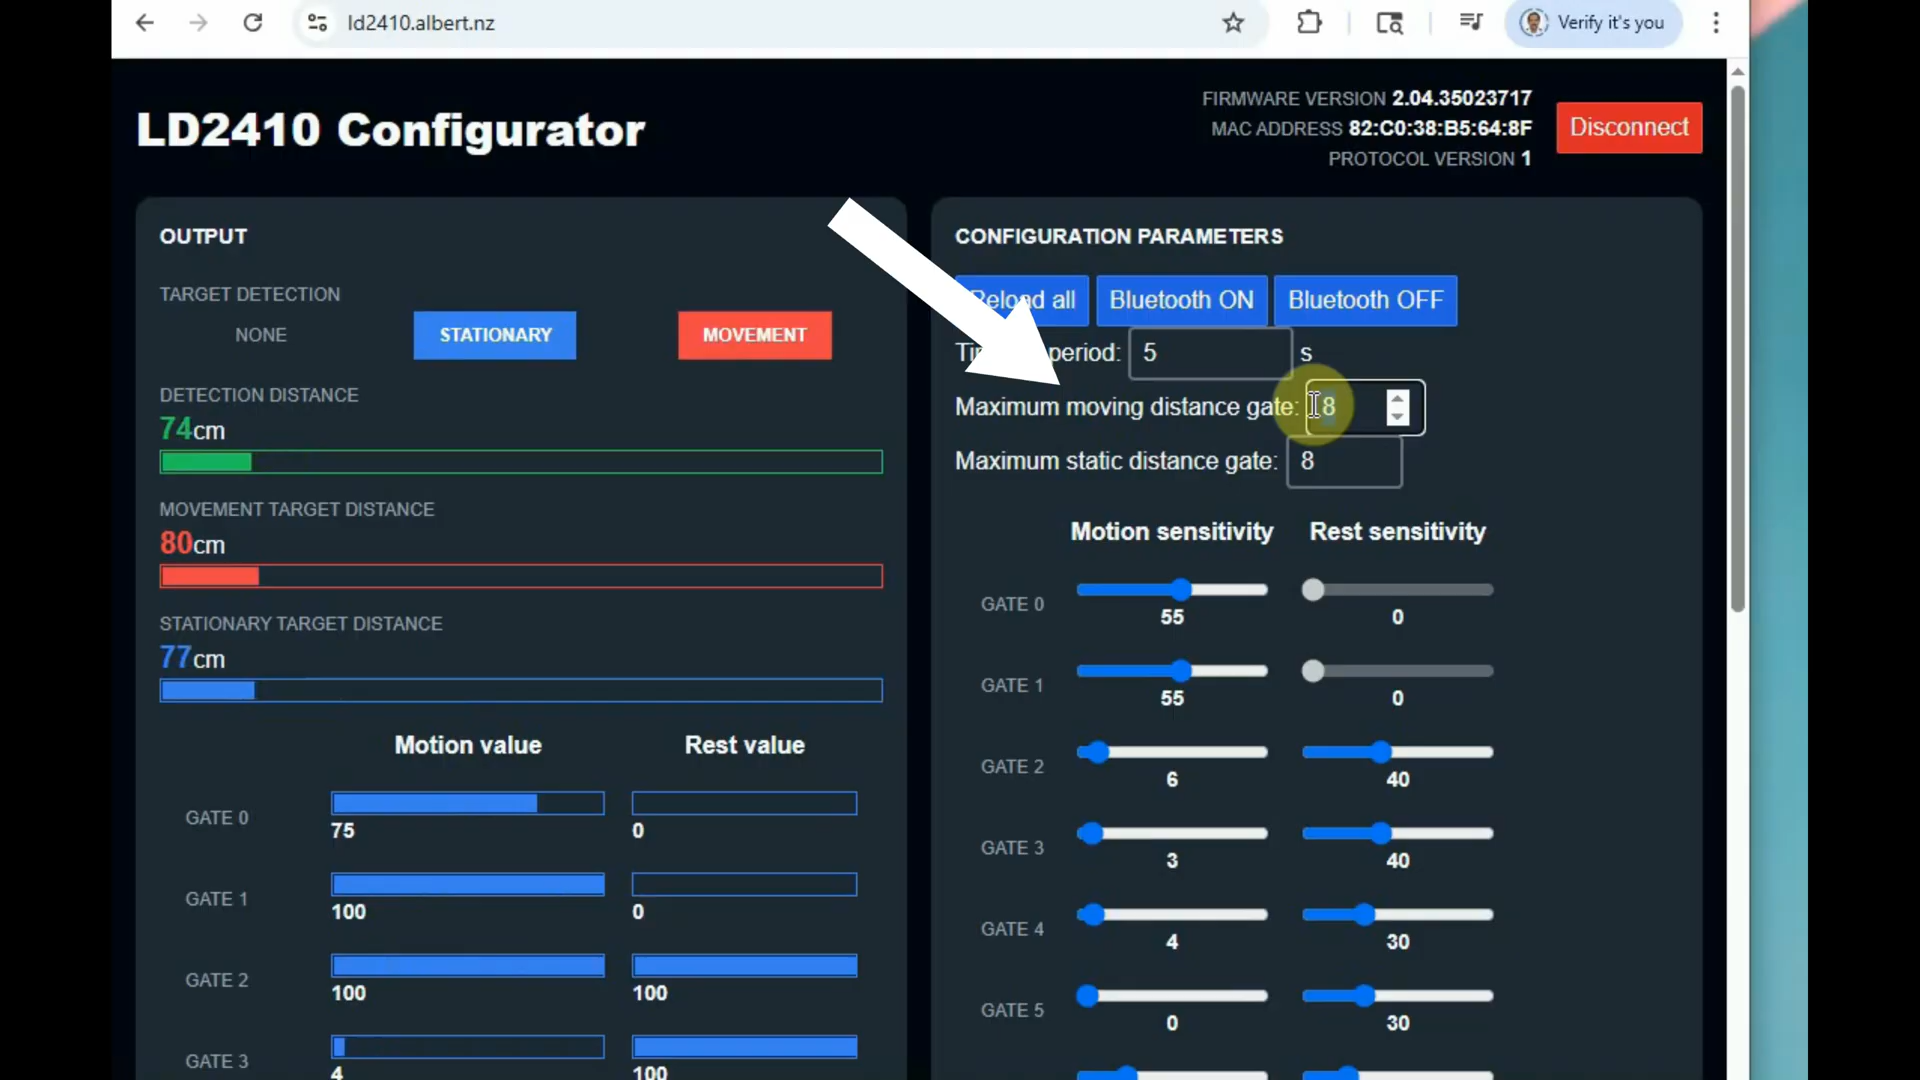 ld2410.albert.nz
Verify it's you
LD2410 Configurator
FIRMWARE VERSION 2.04.35023717
MAC ADDRESS 82:C0:38:B5:64:8F
PROTOCOL VERSION 1
Disconnect
OUTPUT
TARGET DETECTION
NONE STATIONARY MOVEMENT
DETECTION DISTANCE
74cm
MOVEMENT TARGET DISTANCE
80cm
STATIONARY TARGET DISTANCE
77cm
Motion value Rest value
GATE 0
75 0
GATE 1
100 0
GATE 2
100 100
GATE 3
4 100
CONFIGURATION PARAMETERS
Reload all Bluetooth ON Bluetooth OFF
period: 5 s
Maximum moving distance gate: 8
Maximum static distance gate: 8
Motion sensitivity Rest sensitivity
GATE 0
55 0
GATE 1
55 0
GATE 2
6 40
GATE 3
3 40
GATE 4
4 30
GATE 5
0 30